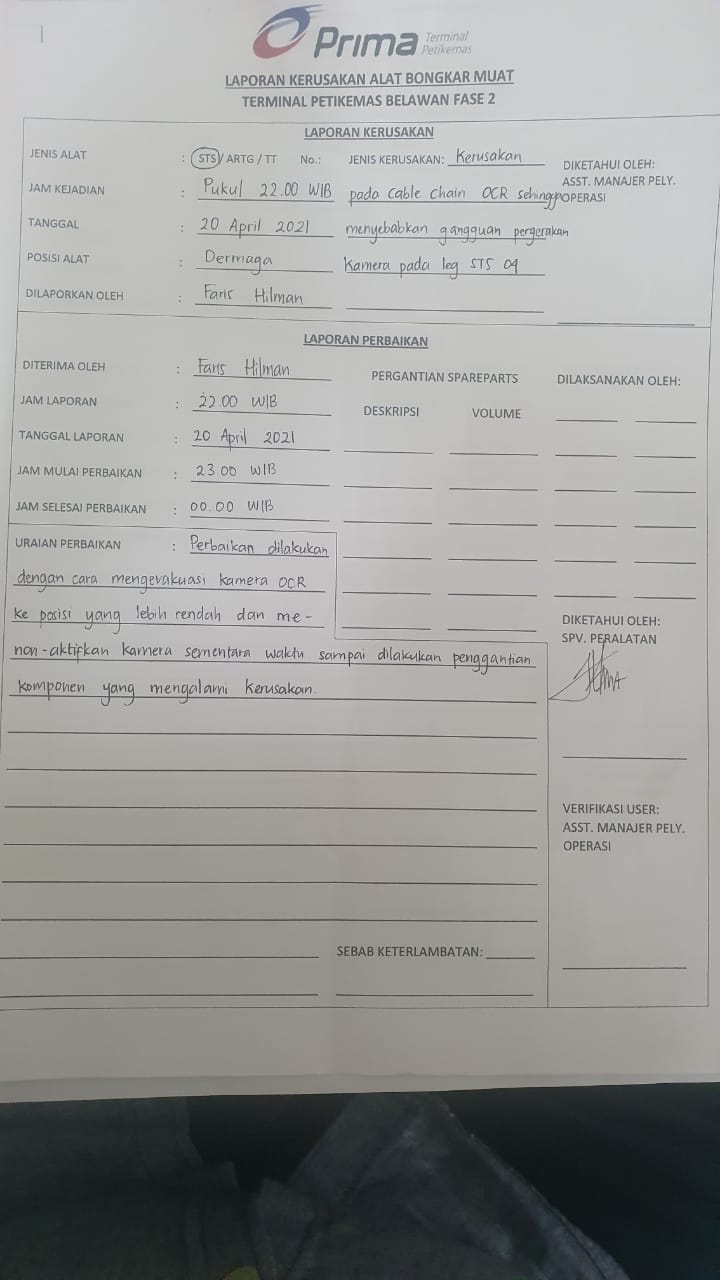 Prima Terminal Petikemas
LAPORAN KERUSAKAN ALAT BONGKAR MUAT
TERMINAL PETIKEMAS BELAWAN FASE 2
LAPORAN KERUSAKAN
JENIS ALAT : STS / ARTG / TT No.: JENIS KERUSAKAN: Kerusakan
DIKETAHUI OLEH:
ASST. MANAJER PELY.
OPERASI
JAM KEJADIAN : Pukul 22.00 WIB pada Cable Chain OCR sehingga
TANGGAL : 20 April 2021 menyebabkan gangguan pergerakan
POSISI ALAT : Dermaga Kamera pada leg STS 04
DILAPORKAN OLEH : Faris Hilman
LAPORAN PERBAIKAN
DITERIMA OLEH : Faris Hilman
PERGANTIAN SPAREPARTS DILAKSANAKAN OLEH:
JAM LAPORAN : 22.00 WIB DESKRIPSI VOLUME
TANGGAL LAPORAN : 20 April 2021
JAM MULAI PERBAIKAN : 23.00 WIB
JAM SELESAI PERBAIKAN : 00.00 WIB
URAIAN PERBAIKAN : Perbaikan dilakukan
dengan cara mengevakuasi kamera OCR
ke posisi yang lebih rendah dan me-
non-aktifkan kamera sementara waktu sampai dilakukan penggantian
komponen yang mengalami kerusakan.
DIKETAHUI OLEH:
SPV. PERALATAN
VERIFIKASI USER:
ASST. MANAJER PELY.
OPERASI
SEBAB KETERLAMBATAN: